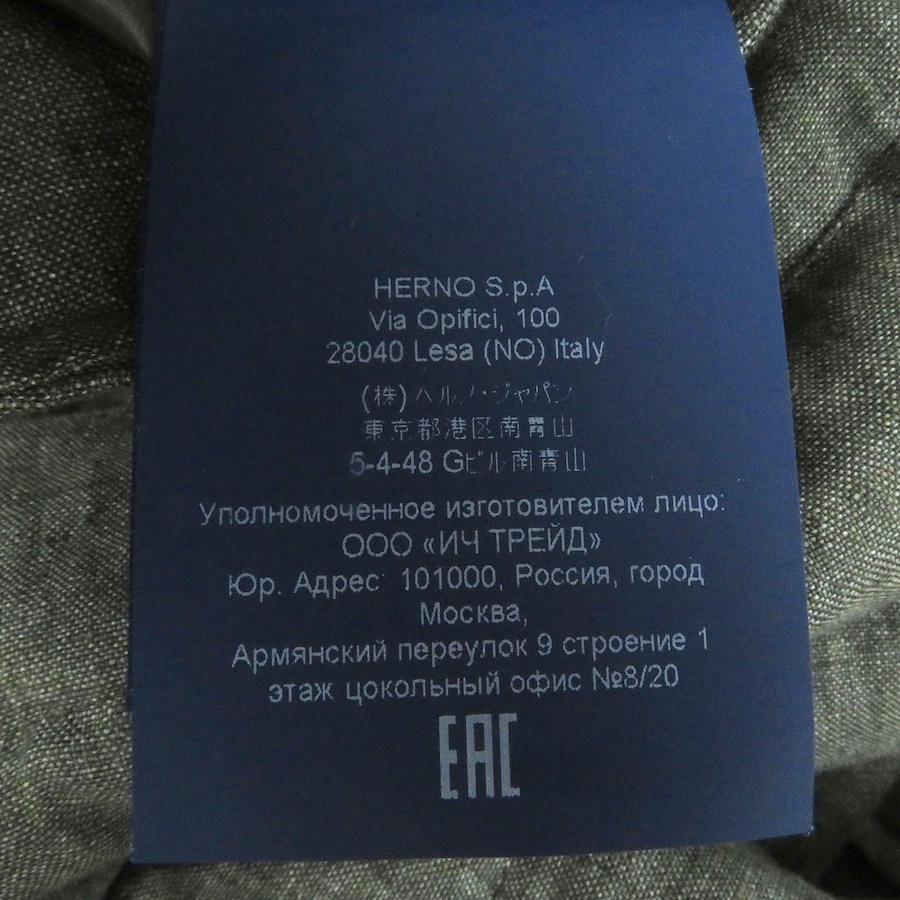 HERNO S.p.A
Via Opifici, 100
28040 Lesa (NO) Italy
(株) ヘルノ・ジャパン
東京都港区南青山
5-4-48 Gビル南青山
Уполномоченное изготовителем лицо:
ООО «ИЧ ТРЕЙД»
Юр. Адрес: 101000, Россия, город
Москва,
Армянский переулок 9 строение 1
этаж цокольный офис №8/20
EAC